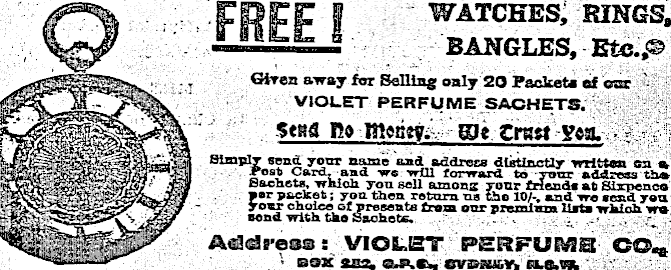 FREE!
WATCHES, RINGS,
BANGLES, Etc.,
Given away for Selling only 20 Packets of our
VIOLET PERFUME SACHETS.
Send No Money. We Trust You.
Simply send your name and address distinctly written on a
Post Card, and we will forward to your address the
Sachets, which you sell among your friends at Sixpence
per packet; you then return us the 10/-, and we send you
your choice of presents from our premium lists which we
send with the Sachets.
Address: VIOLET PERFUME CO.,
BOX 282, G.P.O., SYDNEY, N.S.W.